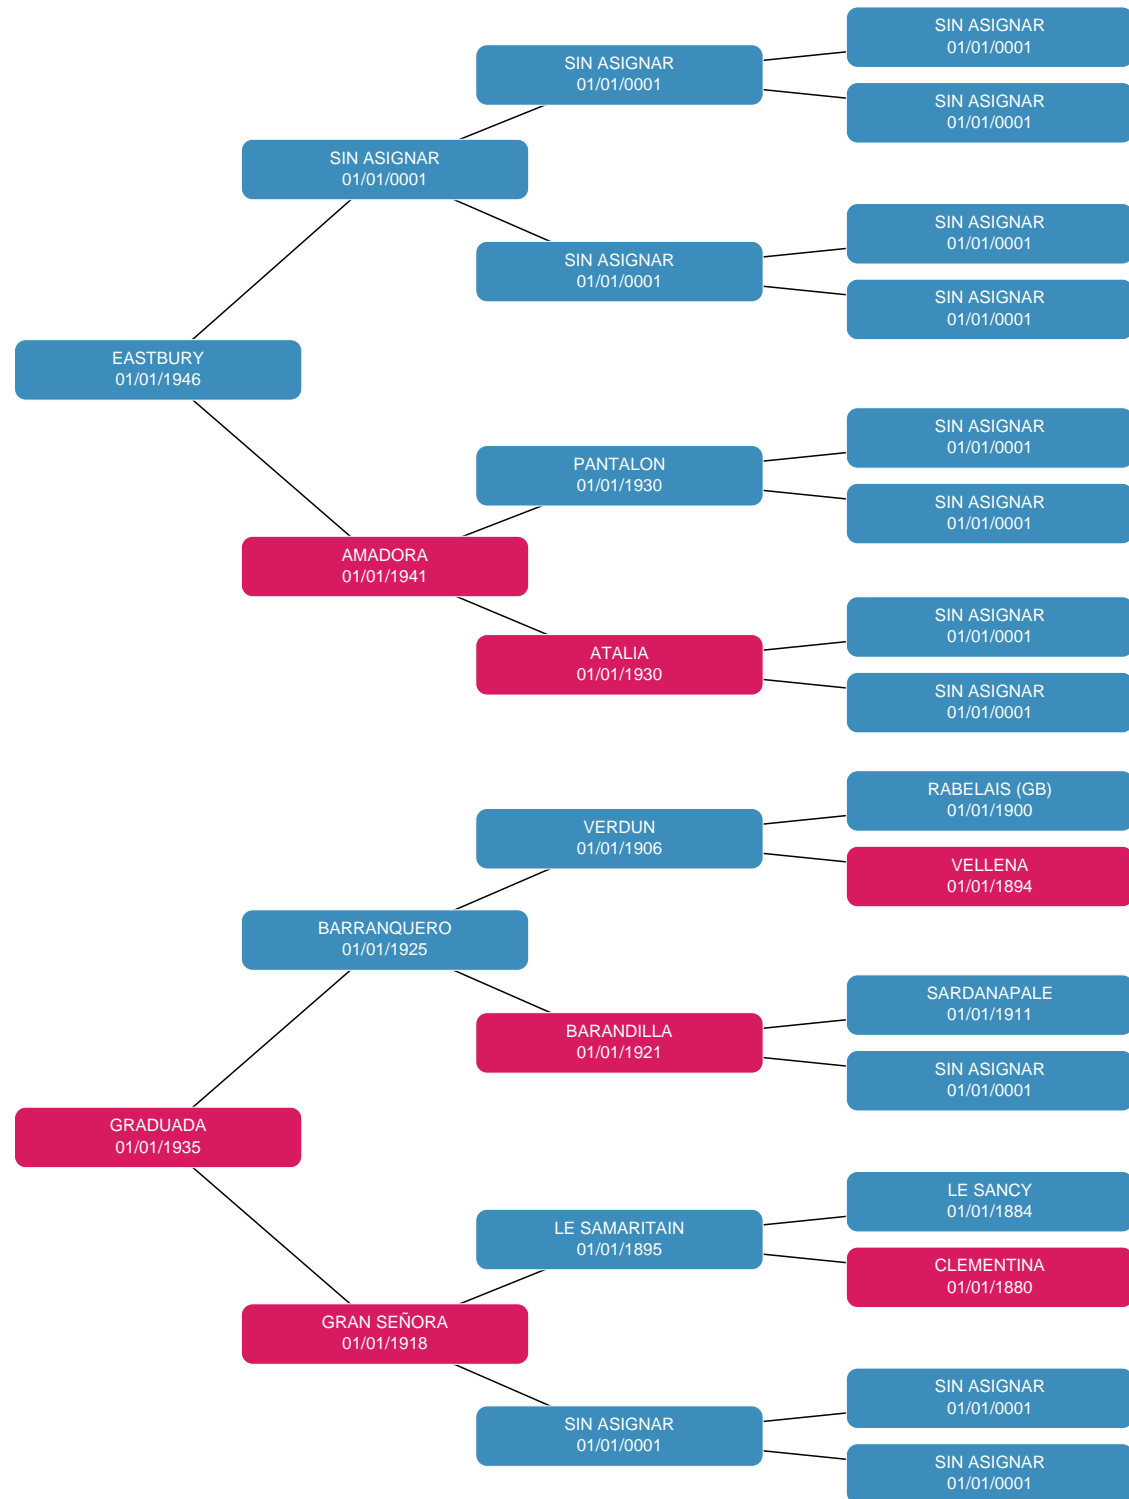 SIN ASIGNAR
01/01/0001
SIN ASIGNAR
01/01/0001
SIN ASIGNAR
01/01/0001
SIN ASIGNAR
01/01/0001
SIN ASIGNAR
01/01/0001
SIN ASIGNAR
01/01/0001
SIN ASIGNAR
01/01/0001
EASTBURY
01/01/1946
SIN ASIGNAR
01/01/0001
PANTALON
01/01/1930
SIN ASIGNAR
01/01/0001
AMADORA
01/01/1941
SIN ASIGNAR
01/01/0001
ATALIA
01/01/1930
SIN ASIGNAR
01/01/0001
RABELAIS (GB)
01/01/1900
VERDUN
01/01/1906
VELLENA
01/01/1894
BARRANQUERO
01/01/1925
SARDANAPALE
01/01/1911
BARANDILLA
01/01/1921
SIN ASIGNAR
01/01/0001
GRADUADA
01/01/1935
LE SANCY
01/01/1884
LE SAMARITAIN
01/01/1895
CLEMENTINA
01/01/1880
GRAN SEÑORA
01/01/1918
SIN ASIGNAR
01/01/0001
SIN ASIGNAR
01/01/0001
SIN ASIGNAR
01/01/0001